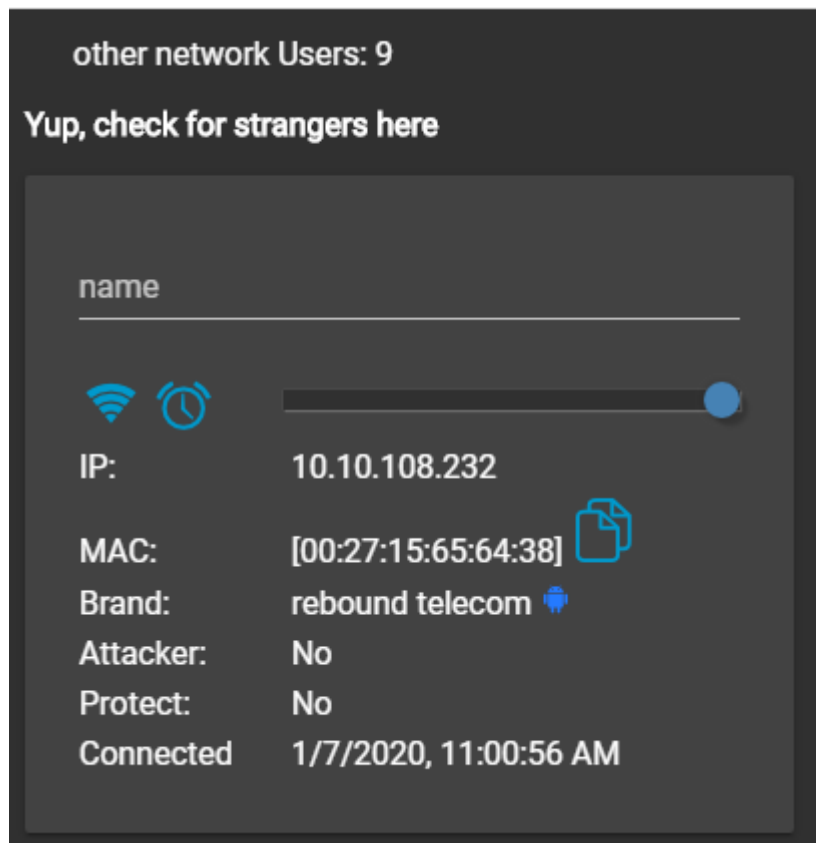 other network Users: 9
Yup, check for strangers here
name
IP: 10.10.108.232
MAC: [00:27:15:65:64:38]
Brand: rebound telecom
Attacker: No
Protect: No
Connected 1/7/2020, 11:00:56 AM